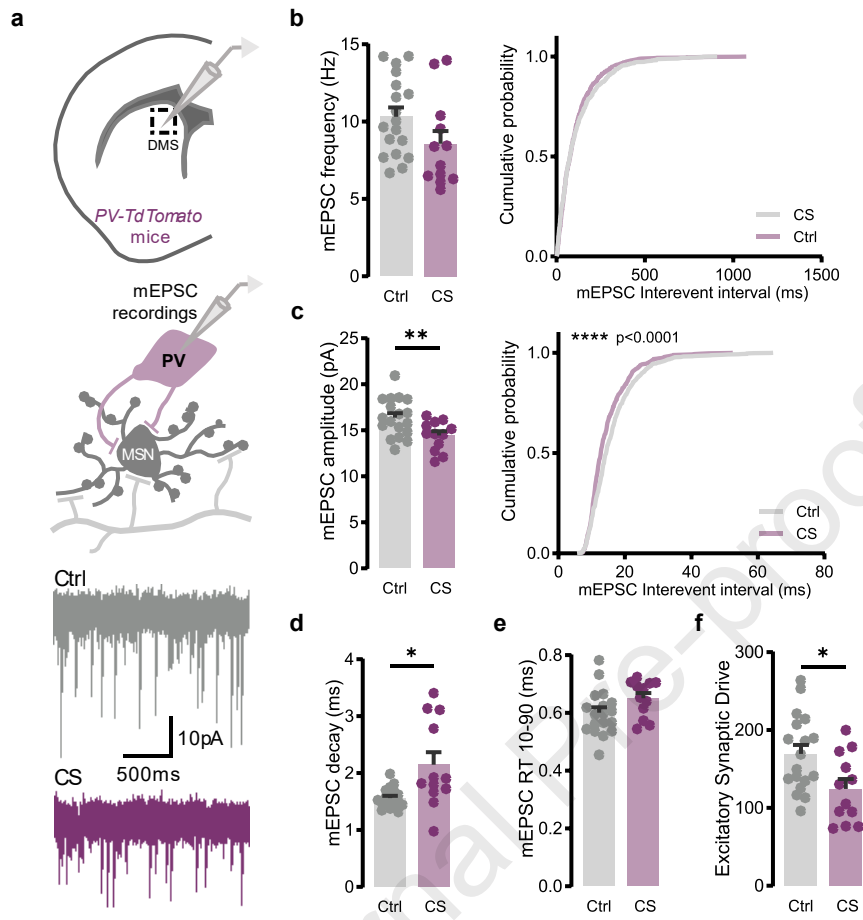 a
DMS
PV-TdTomato
mice
mEPSC
recordings
PV
MSN
Ctrl
10pA
500ms
CS
b
mEPSC frequency (Hz)
15
10
5
0
Ctrl
CS
Cumulative probability
1.0
0.5
0.0
CS
Ctrl
0
500
1000
1500
mEPSC Interevent interval (ms)
c
mEPSC amplitude (pA)
25
20
15
10
5
0
**
Ctrl
CS
Cumulative probability
**** p<0.0001
1.0
0.5
0.0
Ctrl
CS
0
20
40
60
80
mEPSC Interevent interval (ms)
d
mEPSC decay (ms)
4
3
2
1
0
*
Ctrl
CS
e
mEPSC RT 10-90 (ms)
0.8
0.6
0.4
0.2
0.0
Ctrl
CS
f
Excitatory Synaptic Drive
300
200
100
0
*
Ctrl
CS
rnal Pre-proof